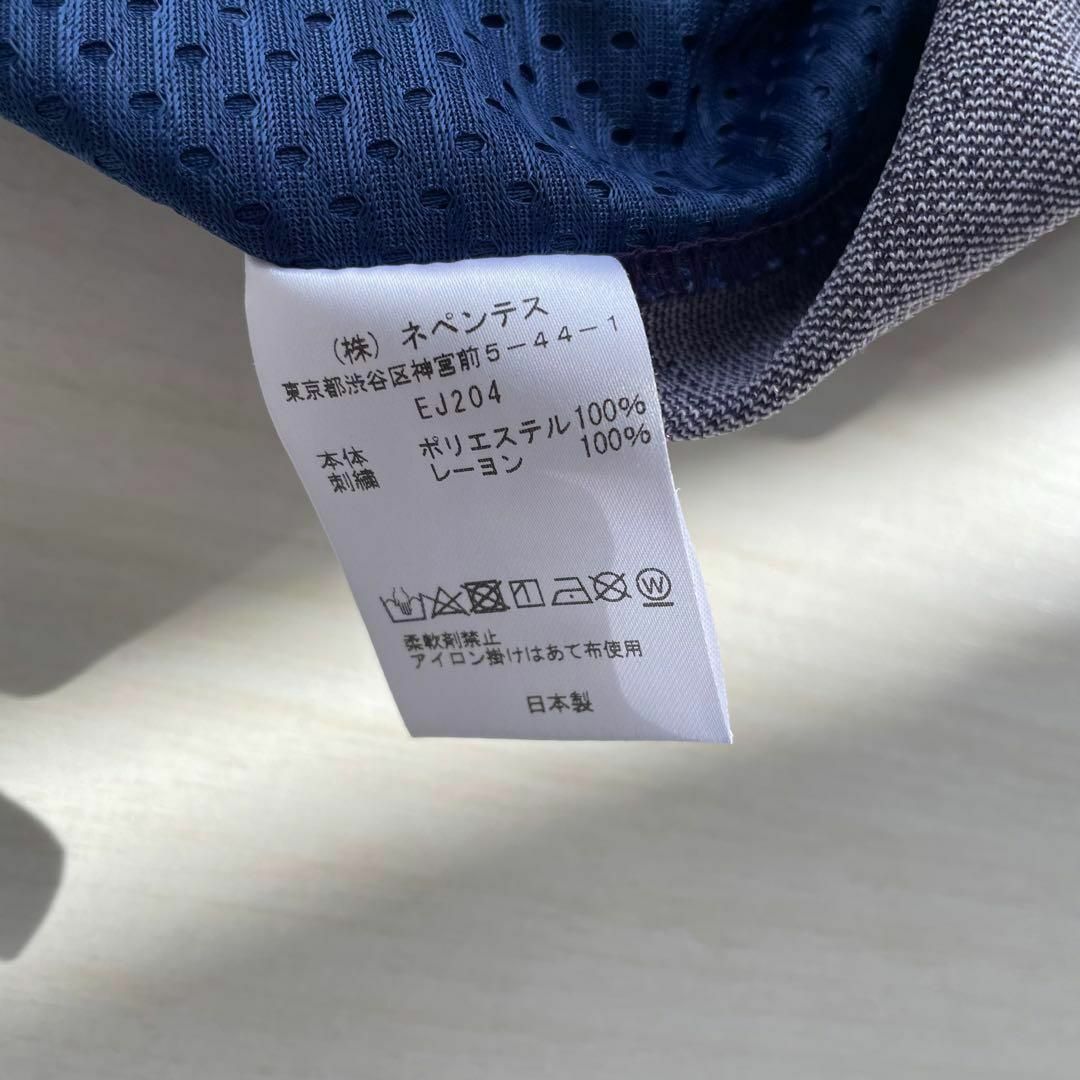 (株) ネペンテス
東京都渋谷区神宮前5-44-1
EJ204
本体 ポリエステル100%
刺繍 レーヨン 100%
W
柔軟剤禁止
アイロン掛けはあて布使用
日本製